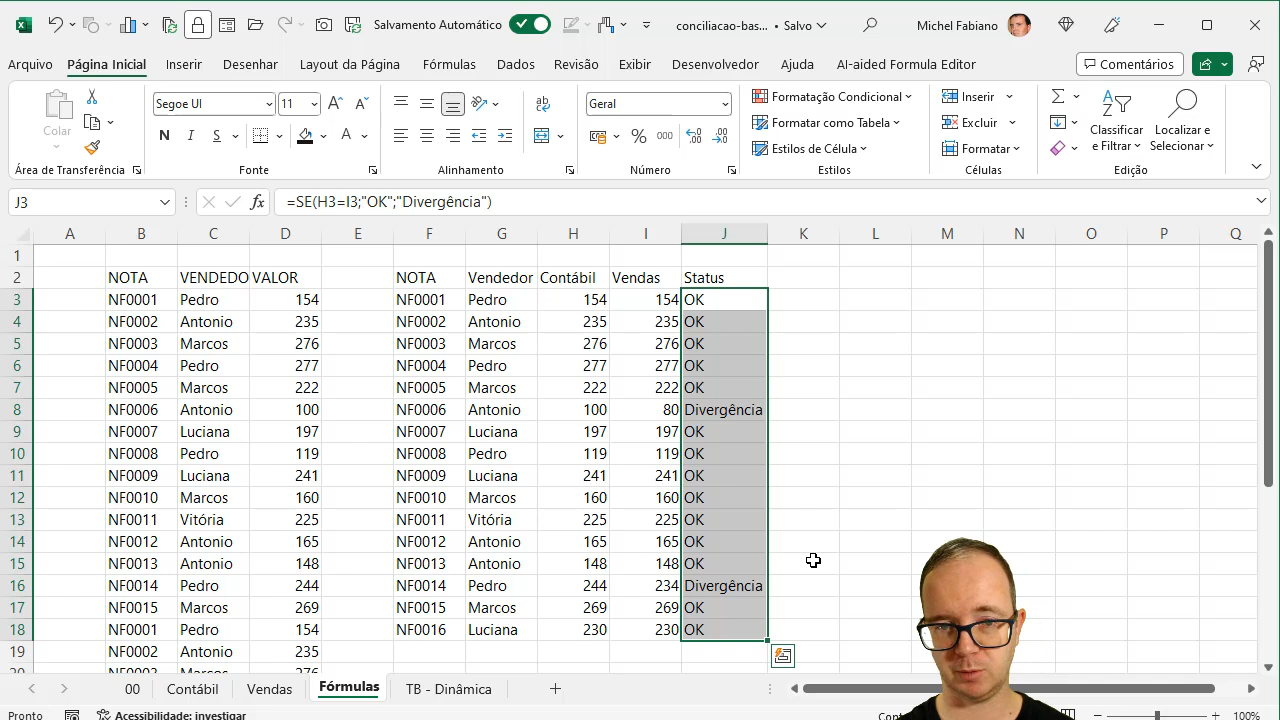 Salvamento Automático
conciliacao-bas... • Salvo
Michel Fabiano
Arquivo Página Inicial Inserir Desenhar Layout da Página Fórmulas Dados Revisão Exibir Desenvolvedor Ajuda AI-aided Formula Editor Comentários
Colar
Área de Transferência
Segoe UI 11
N I S A
Fonte
ab
Alinhamento
Geral
% 000
Número
Formatação Condicional
Formatar como Tabela
Estilos de Célula
Estilos
Inserir
Excluir
Formatar
Células
Classificar e Filtrar
Localizar e Selecionar
Edição
J3 fx =SE(H3=I3;"OK";"Divergência")
A B C D E F G H I J K L M N O P Q
1
2 NOTA VENDEDO VALOR NOTA Vendedor Contábil Vendas Status
3 NF0001 Pedro 154 NF0001 Pedro 154 154 OK
4 NF0002 Antonio 235 NF0002 Antonio 235 235 OK
5 NF0003 Marcos 276 NF0003 Marcos 276 276 OK
6 NF0004 Pedro 277 NF0004 Pedro 277 277 OK
7 NF0005 Marcos 222 NF0005 Marcos 222 222 OK
8 NF0006 Antonio 100 NF0006 Antonio 100 80 Divergência
9 NF0007 Luciana 197 NF0007 Luciana 197 197 OK
10 NF0008 Pedro 119 NF0008 Pedro 119 119 OK
11 NF0009 Luciana 241 NF0009 Luciana 241 241 OK
12 NF0010 Marcos 160 NF0010 Marcos 160 160 OK
13 NF0011 Vitória 225 NF0011 Vitória 225 225 OK
14 NF0012 Antonio 165 NF0012 Antonio 165 165 OK
15 NF0013 Antonio 148 NF0013 Antonio 148 148 OK
16 NF0014 Pedro 244 NF0014 Pedro 244 234 Divergência
17 NF0015 Marcos 269 NF0015 Marcos 269 269 OK
18 NF0001 Pedro 154 NF0016 Luciana 230 230 OK
19 NF0002 Antonio 235
20 NF0003 Marcos 276
00 Contábil Vendas Fórmulas TB - Dinâmica
Pronto Acessibilidade: investigar 100%